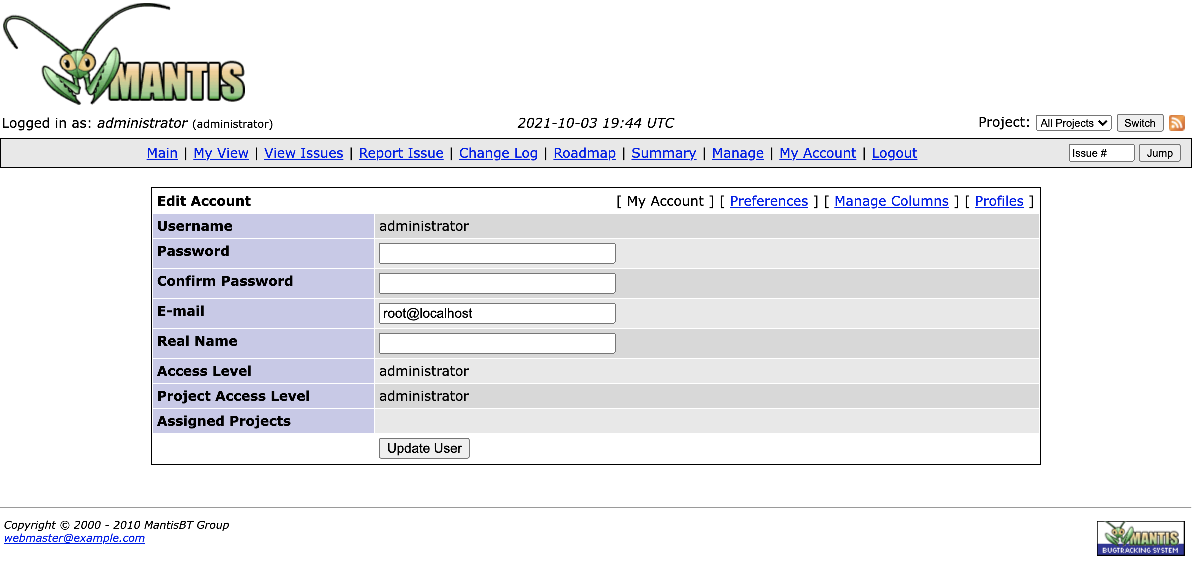 MANTIS
Logged in as: administrator (administrator)
2021-10-03 19:44 UTC
Project: All Projects Switch
Main | My View | View Issues | Report Issue | Change Log | Roadmap | Summary | Manage | My Account | Logout
Issue # Jump
Edit Account
[ My Account ] [ Preferences ] [ Manage Columns ] [ Profiles ]
Username administrator
Password
Confirm Password
E-mail root@localhost
Real Name
Access Level administrator
Project Access Level administrator
Assigned Projects
Update User
Copyright © 2000 - 2010 MantisBT Group
webmaster@example.com
MANTIS
BUGTRACKING SYSTEM